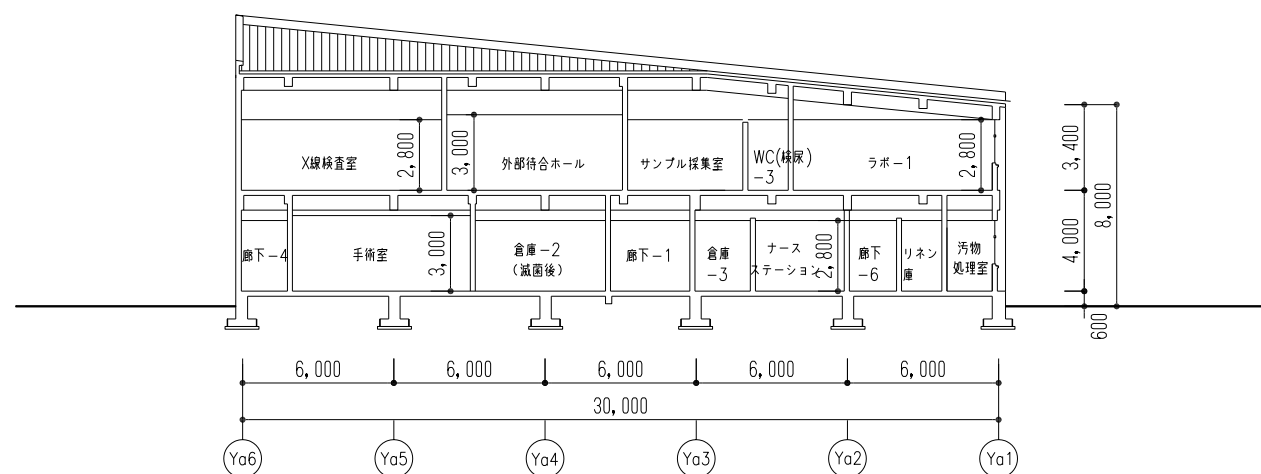 X線検査室
2,800
3,000
外部待合ホール
サンプル採集室
WC(検尿)
-3
ラボ-1
2,800
3,400
8,000
廊下-4
手術室
3,000
倉庫-2
(滅菌後)
廊下-1
倉庫
-3
ナース
ステーション
2,800
廊下
-6
リネン
庫
汚物
処理室
4,000
600
6,000
6,000
6,000
6,000
6,000
30,000
Ya6
Ya5
Ya4
Ya3
Ya2
Ya1